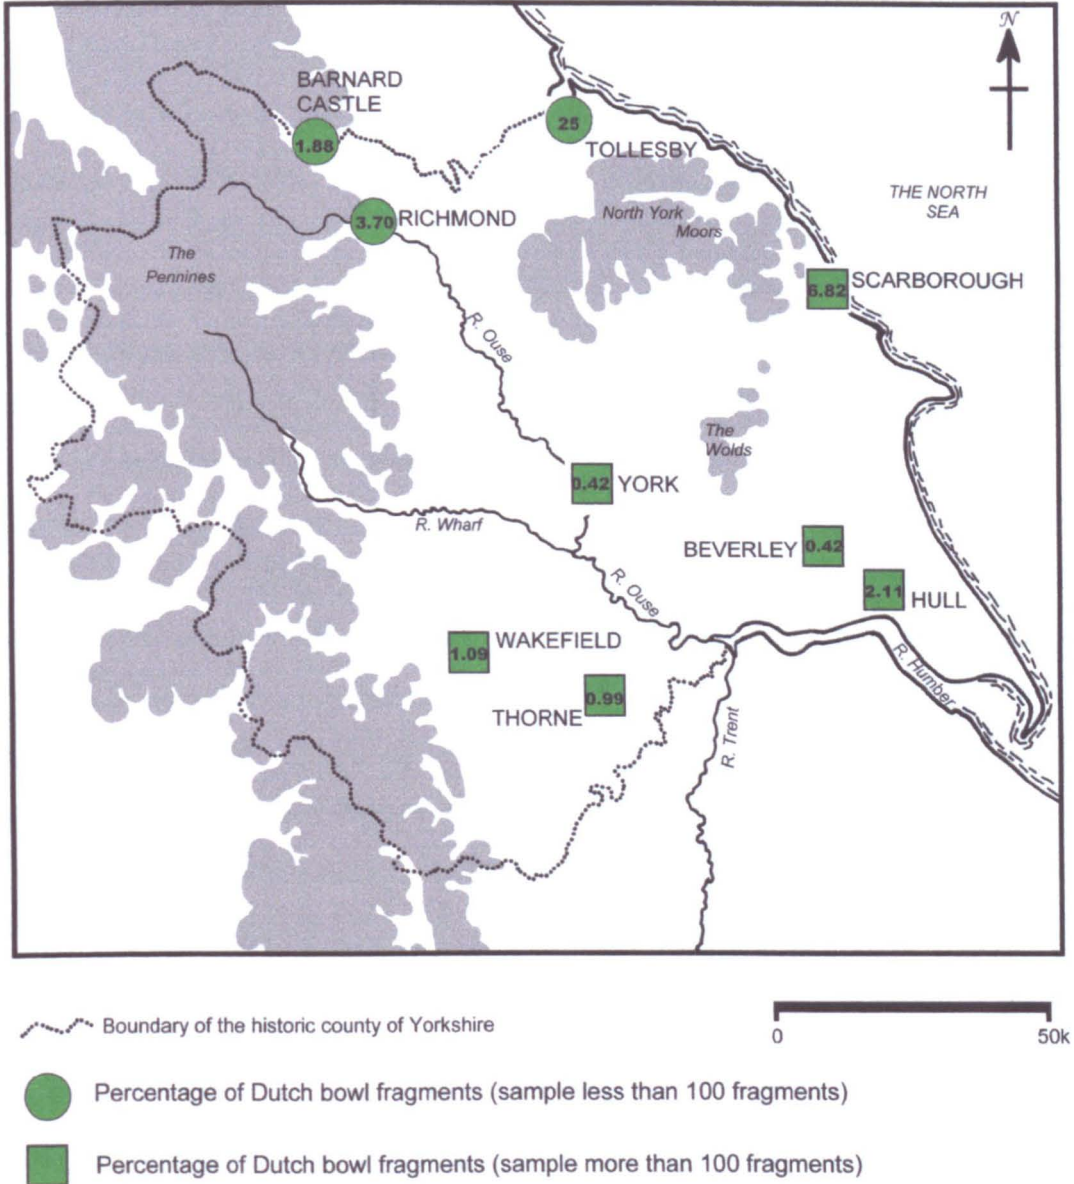 N
BARNARD
CASTLE
1.88
25
TOLLESBY
THE NORTH
SEA
3.70 RICHMOND
North York
Moors
The
Pennines
6.82 SCARBOROUGH
R. Ouse
The
Wolds
0.42 YORK
R. Wharf
BEVERLEY 0.42
R. Ouse
2.11 HULL
1.09 WAKEFIELD
R. Humber
0.99
THORNE
R. Trent
Boundary of the historic county of Yorkshire
0 50k
Percentage of Dutch bowl fragments (sample less than 100 fragments)
Percentage of Dutch bowl fragments (sample more than 100 fragments)